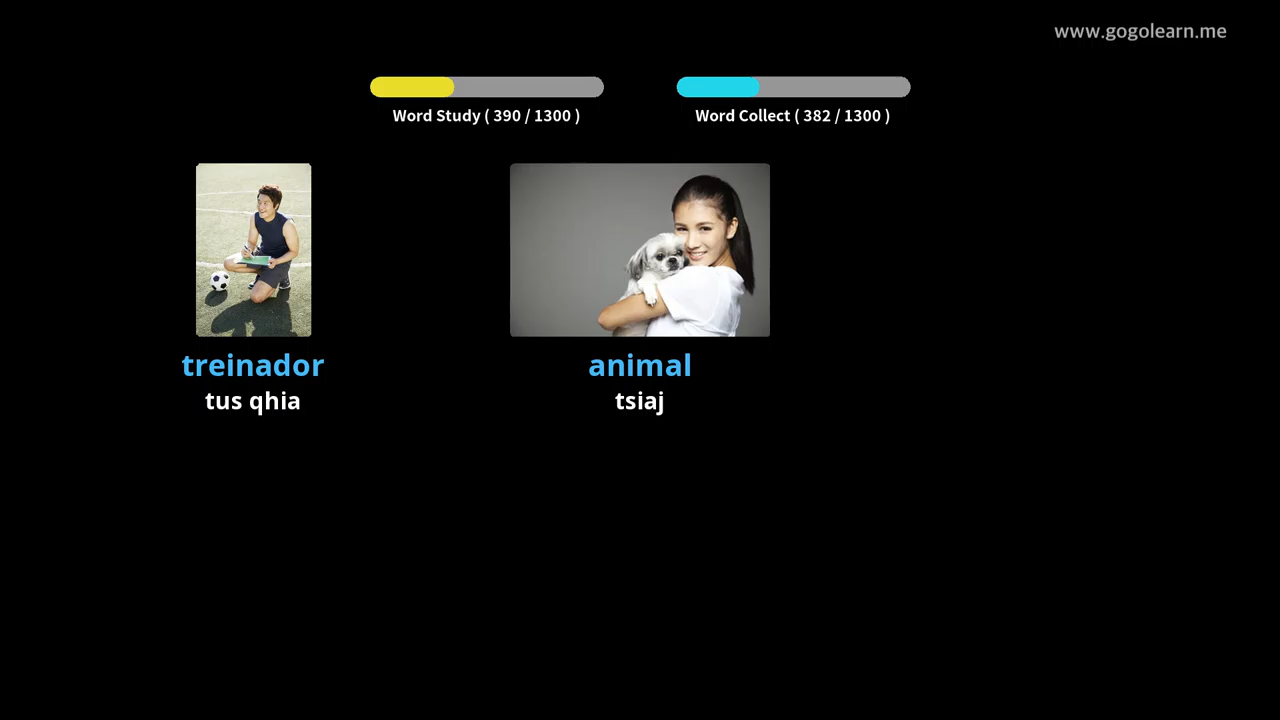 www.gogolearn.me
Word Study ( 390 / 1300 )
Word Collect ( 382 / 1300 )
treinador
tus qhia
animal
tsiaj